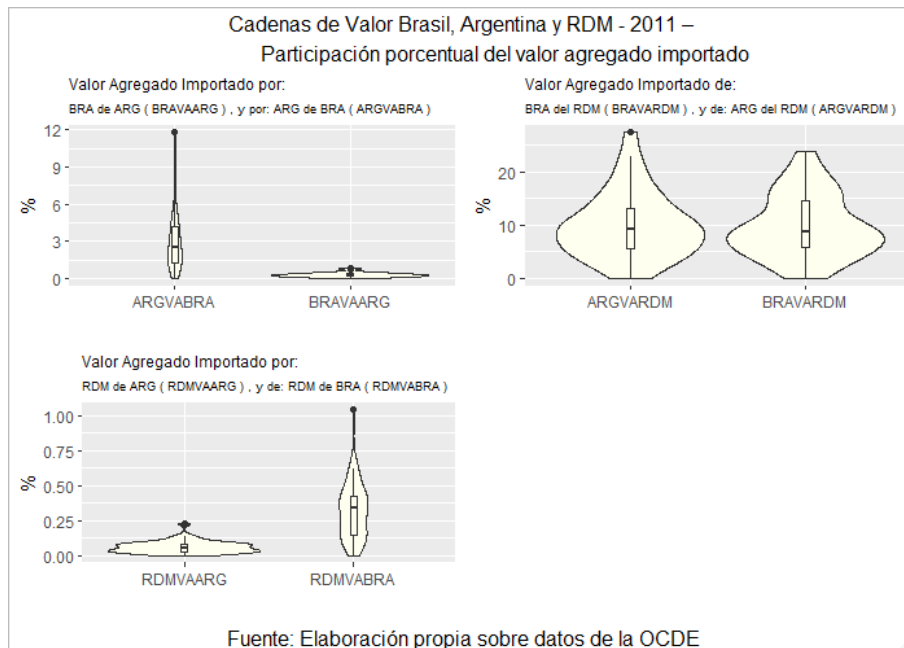 Cadenas de Valor Brasil, Argentina y RDM - 2011 –
Participación porcentual del valor agregado importado
Valor Agregado Importado por:
BRA de ARG ( BRAVAARG ) , y por: ARG de BRA ( ARGVABRA )
12
9
6
3
0
%
ARGVABRA
BRAVAARG
Valor Agregado Importado de:
BRA del RDM ( BRAVARDM ) , y de: ARG del RDM ( ARGVARDM )
20
10
0
%
ARGVARDM
BRAVARDM
Valor Agregado Importado por:
RDM de ARG ( RDMVAARG ) , y de: RDM de BRA ( RDMVABRA )
1.00
0.75
0.50
0.25
0.00
%
RDMVAARG
RDMVABRA
Fuente: Elaboración propia sobre datos de la OCDE